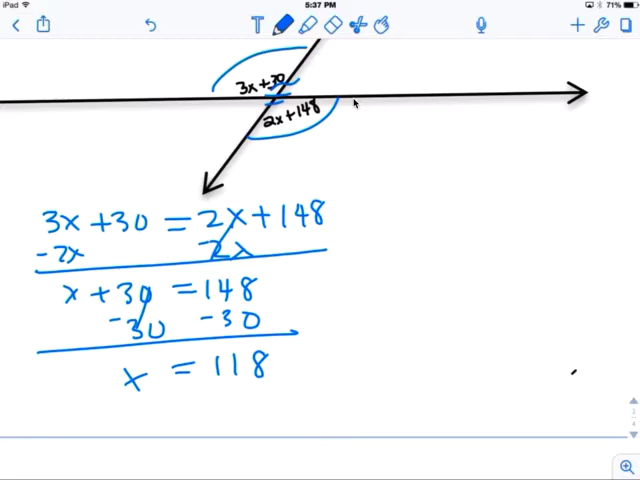 iPad 5:37 PM 71%
T
3x+30
2x+148
3x +30 = 2x+148
-2x -2x
x + 30 = 148
-30 -30
x = 118